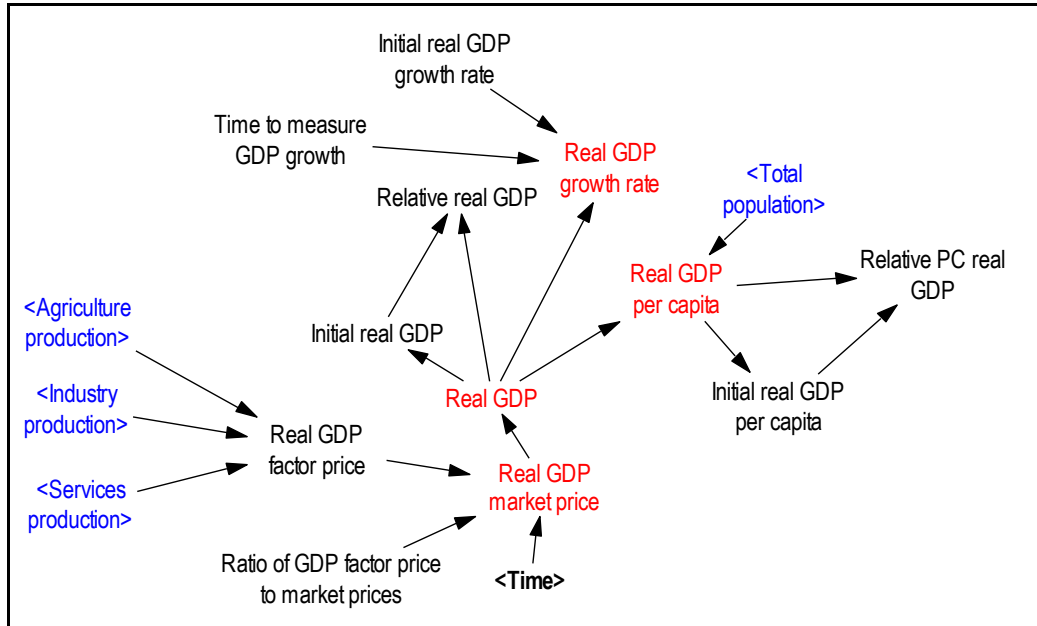 Initial real GDP
growth rate
Time to measure
GDP growth
Real GDP
growth rate
Relative real GDP
<Total
population>
Real GDP
per capita
Relative PC real
GDP
<Agriculture
production>
Initial real GDP
Real GDP
Initial real GDP
per capita
<Industry
production>
Real GDP
factor price
Real GDP
market price
<Services
production>
Ratio of GDP factor price
to market prices
<Time>